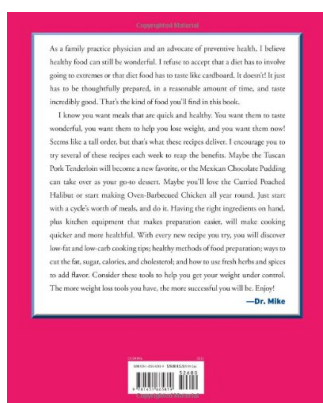 Copyrighted Material
As a family practice physician and an advocate of preventive health, I believe
healthy food can still be wonderful. I refuse to accept that a diet has to involve
going to extremes or that diet food has to taste like cardboard. It doesn't! It just
has to be thoughtfully prepared, in a reasonable amount of time, and taste
incredibly good. That's the kind of food you'll find in this book.
I know you want meals that are quick and healthy. You want them to taste
wonderful, you want them to help you lose weight, and you want them now!
Seems like a tall order, but that's what these recipes deliver. I encourage you to
try several of these recipes each week to reap the benefits. Maybe the Tuscan
Pork Tenderloin will become a new favorite, or the Mexican Chocolate Pudding
can take over as your go-to dessert. Maybe you'll love the Curried Poached
Halibut or start making Oven-Barbecued Chicken all year round. Just start
with a cycle's worth of meals, and do it. Having the right ingredients on hand,
plus kitchen equipment that makes preparation easier, will make cooking
quicker and more healthful. With every new recipe you try, you will discover
low-fat and low-carb cooking tips; healthy methods of food preparation; ways to
cut the fat, sugar, calories, and cholesterol; and how to use fresh herbs and spices
to add flavor. Consider these tools to help you get your weight under control.
The more weight loss tools you have, the more successful you will be. Enjoy!
—Dr. Mike